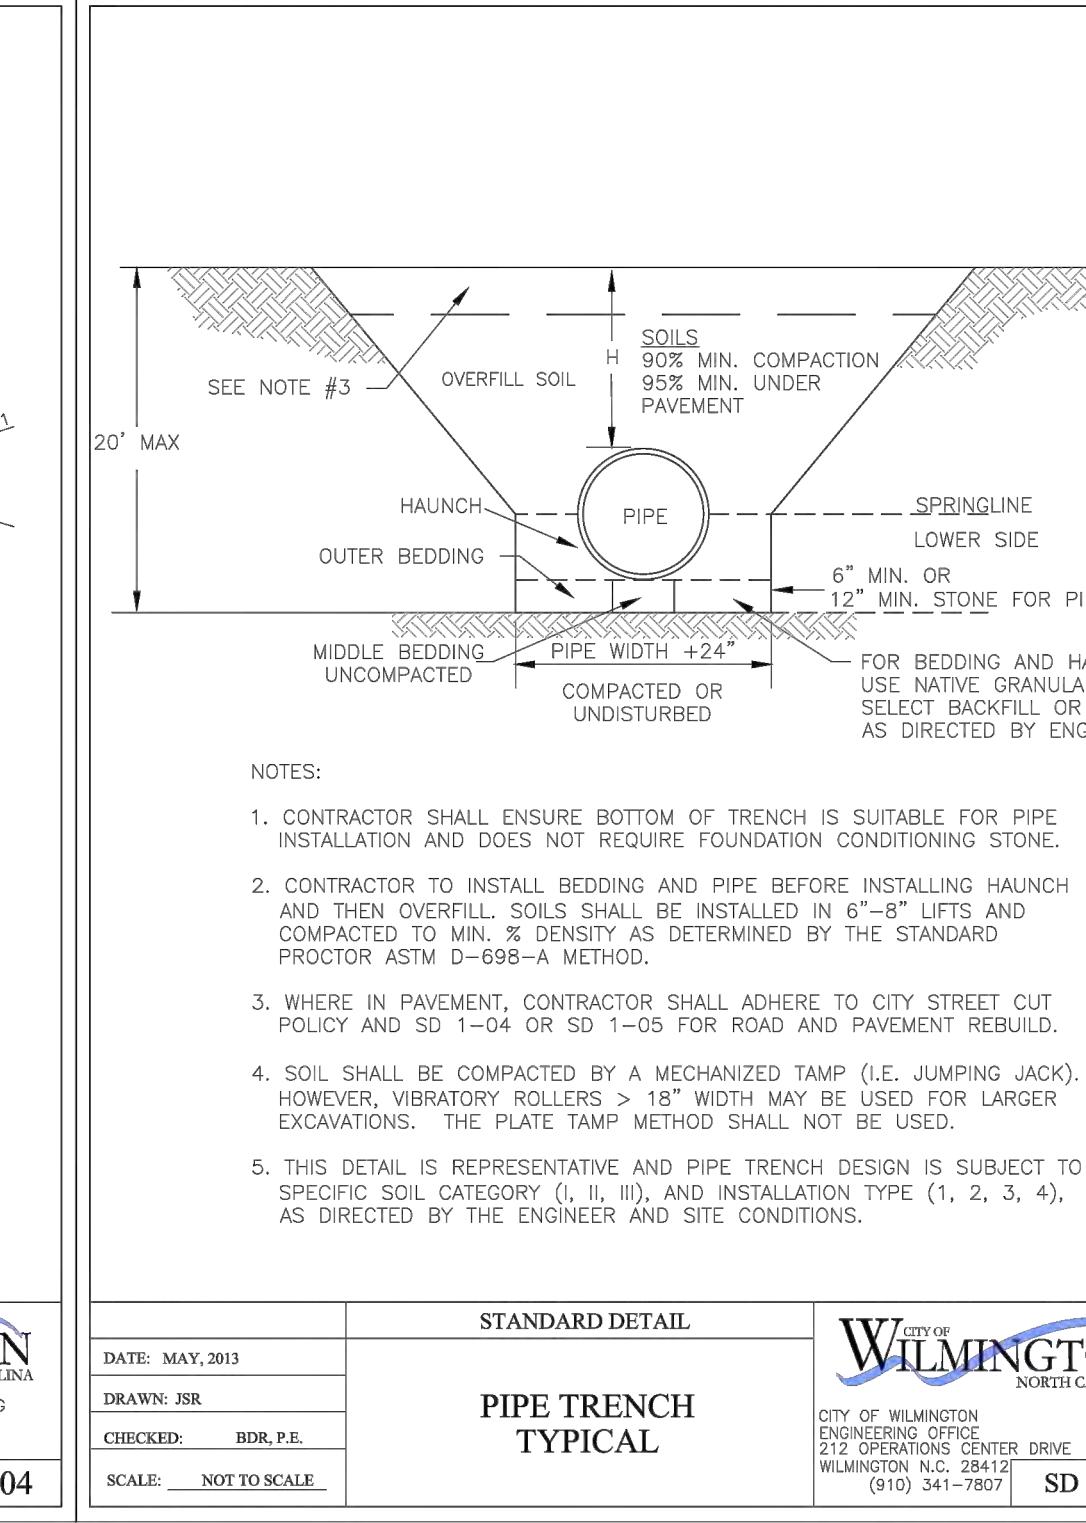 SOILS
H 90% MIN. COMPACTION
SEE NOTE #3
OVERFILL SOIL
95% MIN. UNDER
PAVEMENT
20' MAX
HAUNCH
PIPE
SPRINGLINE
OUTER BEDDING
LOWER SIDE
6" MIN. OR
12" MIN. STONE FOR
MIDDLE BEDDING
UNCOMPACTED
PIPE WIDTH +24"
COMPACTED OR
UNDISTURBED
FOR BEDDING AND
USE NATIVE
SELECT BACKFILL OR
AS DIRECTED BY
NOTES:
1. CONTRACTOR SHALL ENSURE BOTTOM OF TRENCH IS SUITABLE FOR PIPE
INSTALLATION AND DOES NOT REQUIRE FOUNDATION CONDITIONING STONE.
2. CONTRACTOR TO INSTALL BEDDING AND PIPE BEFORE INSTALLING HAUNCH
AND THEN OVERFILL. SOILS SHALL BE INSTALLED IN 6"-8" LIFTS AND
COMPACTED TO MIN. % DENSITY AS DETERMINED BY THE STANDARD
PROCTOR ASTM D-698-A METHOD.
3. WHERE IN PAVEMENT, CONTRACTOR SHALL ADHERE TO CITY STREET CUT
POLICY AND SD 1-04 OR SD 1-05 FOR ROAD AND PAVEMENT REBUILD.
4. SOIL SHALL BE COMPACTED BY A MECHANIZED TAMP (I.E. JUMPING JACK).
HOWEVER, VIBRATORY ROLLERS > 18" WIDTH MAY BE USED FOR LARGER
EXCAVATIONS. THE PLATE TAMP METHOD SHALL NOT BE USED.
5. THIS DETAIL IS REPRESENTATIVE AND PIPE TRENCH DESIGN IS SUBJECT TO
SPECIFIC SOIL CATEGORY (I, II, III), AND INSTALLATION TYPE (1, 2, 3, 4),
AS DIRECTED BY THE ENGINEER AND SITE CONDITIONS.
STANDARD DETAIL
DATE: MAY, 2013
DRAWN: JSR
CHECKED: BDR, P.E.
SCALE: NOT TO SCALE
PIPE TRENCH
TYPICAL
CITY OF
NORTH
CITY OF WILMINGTON
ENGINEERING OFFICE
212 OPERATIONS CENTER DRIVE
WILMINGTON N.C. 28412
(910) 341-7807
SD
04